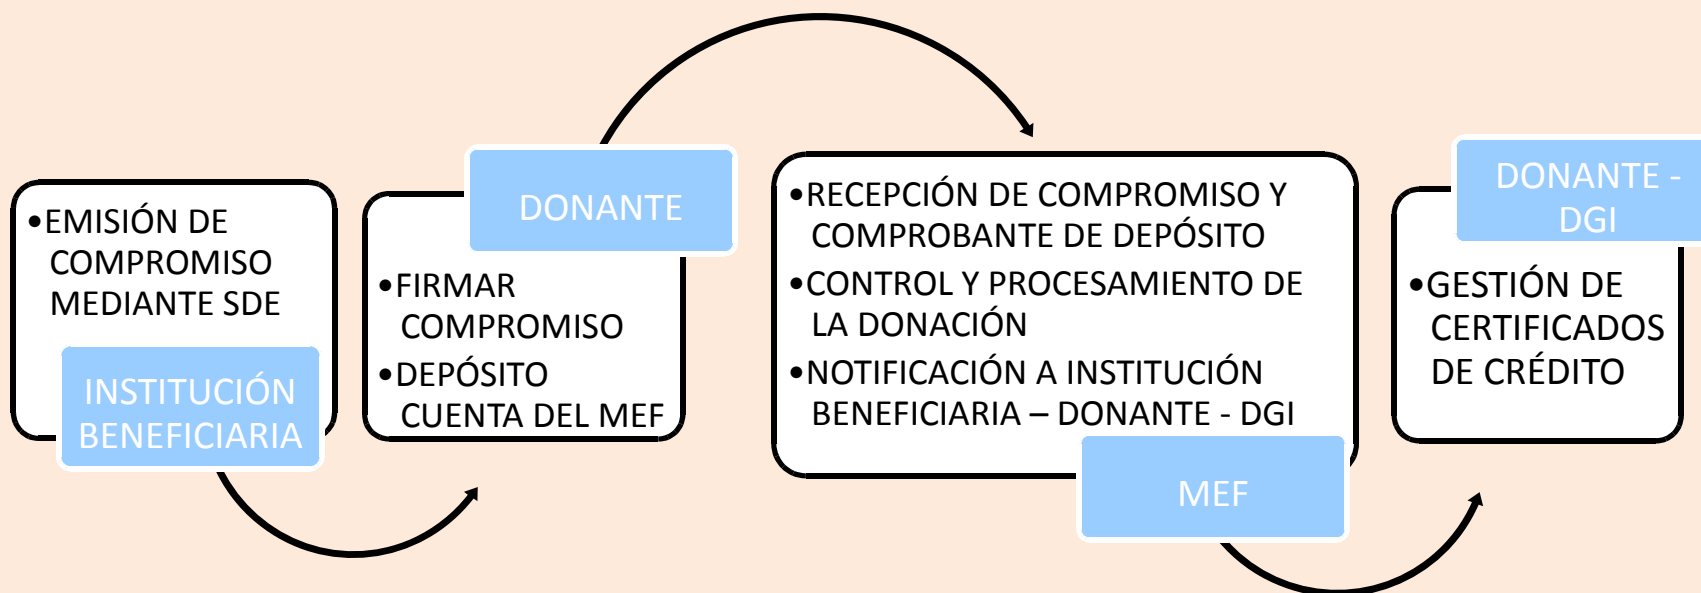 •EMISIÓN DE
COMPROMISO
MEDIANTE SDE
INSTITUCIÓN
BENEFICIARIA
DONANTE
•FIRMAR
COMPROMISO
•DEPÓSITO
CUENTA DEL MEF
•RECEPCIÓN DE COMPROMISO Y
COMPROBANTE DE DEPÓSITO
•CONTROL Y PROCESAMIENTO DE
LA DONACIÓN
•NOTIFICACIÓN A INSTITUCIÓN
BENEFICIARIA – DONANTE - DGI
MEF
DONANTE -
DGI
•GESTIÓN DE
CERTIFICADOS
DE CRÉDITO